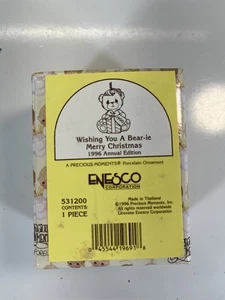 Wishing You A Bear-ie
Merry Christmas
1996 Annual Edition
A PRECIOUS MOMENTS® Porcelain Ornament
ENESCO
CORPORATION
531200
CONTENTS:
1 PIECE
Made in Thailand
©1996 Precious Moments, Inc.
All rights reserved worldwide
Licensee Enesco Corporation